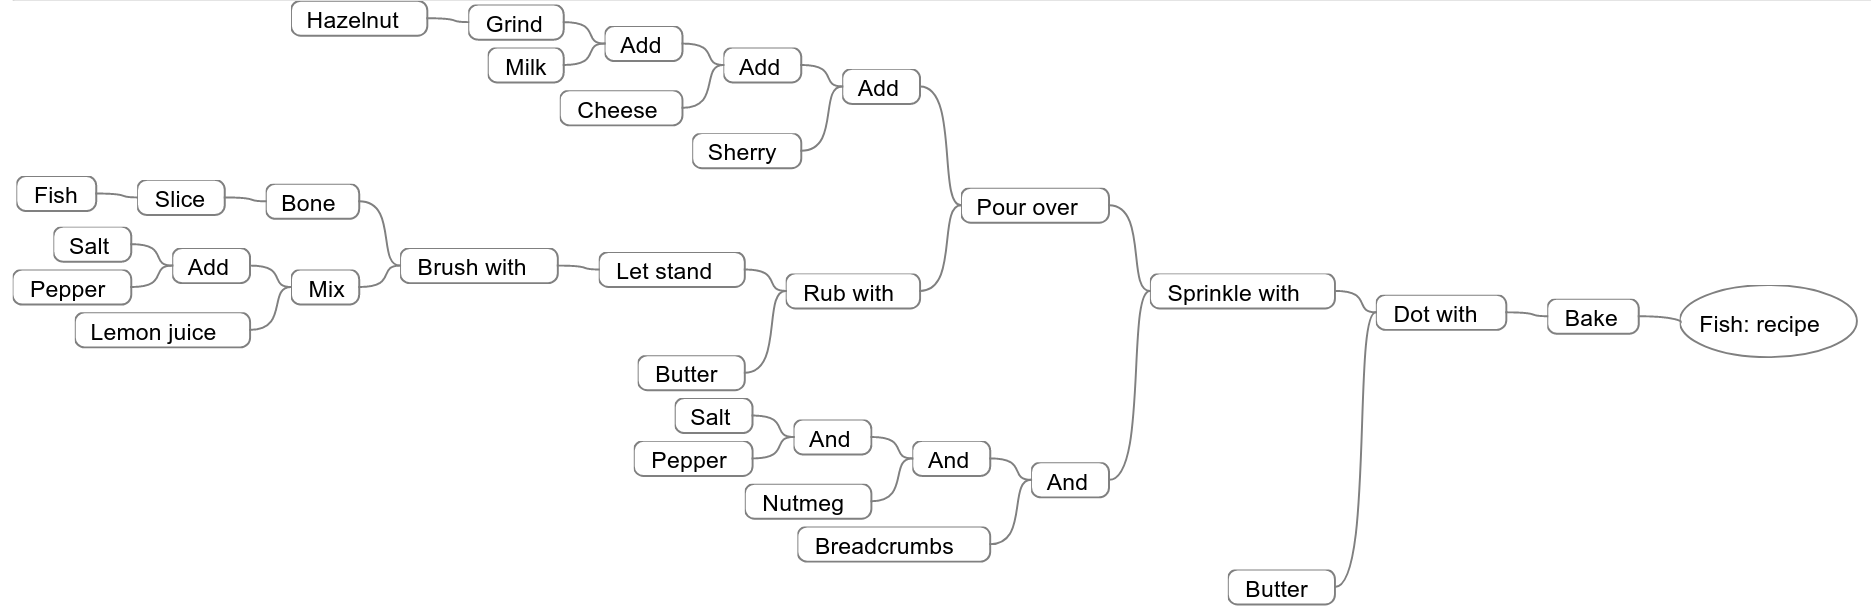 Hazelnut
Grind
Milk
Add
Cheese
Add
Sherry
Add
Fish
Slice
Bone
Salt
Pepper
Add
Lemon juice
Mix
Brush with
Let stand
Butter
Rub with
Pour over
Salt
Pepper
And
Nutmeg
And
Breadcrumbs
And
Sprinkle with
Butter
Dot with
Bake
Fish: recipe